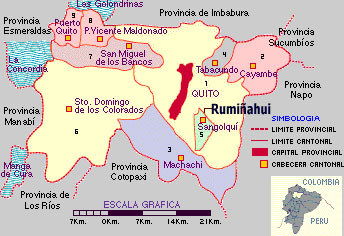 Las Golondrinas
Provincia
Esmeraldas
9
Puerto
Quito
8
P.Vicente Maldonado
Provincia de Imbabura
Provincia
Sucumbíos
7
San Miguel
de los Bancos
4
Tabacundo
2
Cayambe
La
Concordia
Provincia
Napo
1
QUITO
Provincia
Manabí
Sto. Domingo
de los Colorados
6
Rumiñahui
Sangolquí
5
SIMBOLOGIA
LIMITE PROVINCIAL
LIMITE CANTONAL
CAPITAL PROVINCIAL
CABECERA CANTONAL
3
Machachi
Manga
de Cura
Provincia
Cotopaxi
Provincia de
Los Ríos
ESCALA GRAFICA
7Km. 0Km. 7Km. 14Km. 21Km.
COLOMBIA
PERU